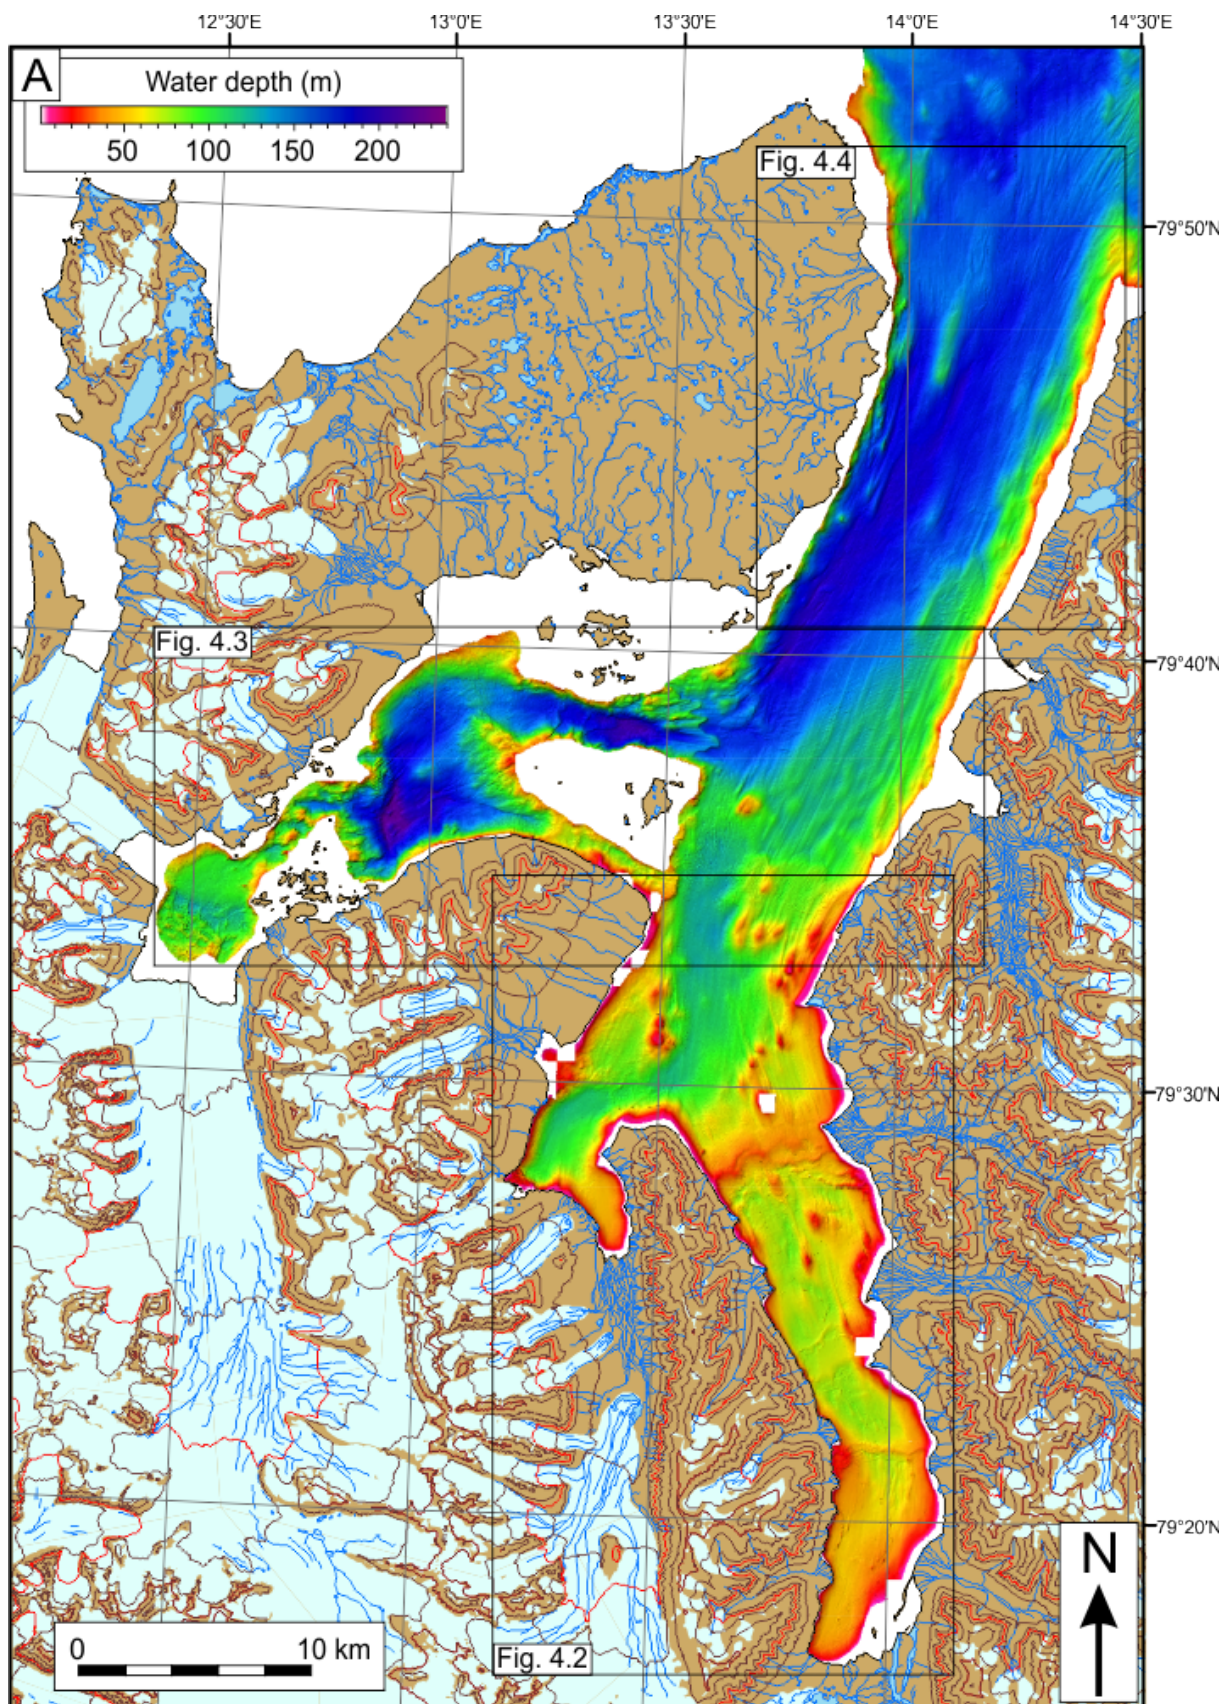 12°30'E 13°0'E 13°30'E 14°0'E 14°30'E
A
Water depth (m)
50 100 150 200
Fig. 4.4
79°50'N
Fig. 4.3
79°40'N
79°30'N
79°20'N
N
0 10 km
Fig. 4.2